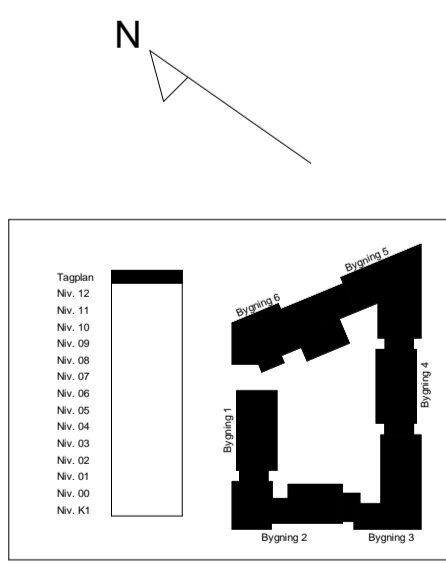 N
Tagplan
Niv. 12
Niv. 11
Niv. 10
Niv. 09
Niv. 08
Niv. 07
Niv. 06
Niv. 05
Niv. 04
Niv. 03
Niv. 02
Niv. 01
Niv. 00
Niv. K1
Bygning 5
Bygning 6
Bygning 4
Bygning 1
Bygning 2
Bygning 3